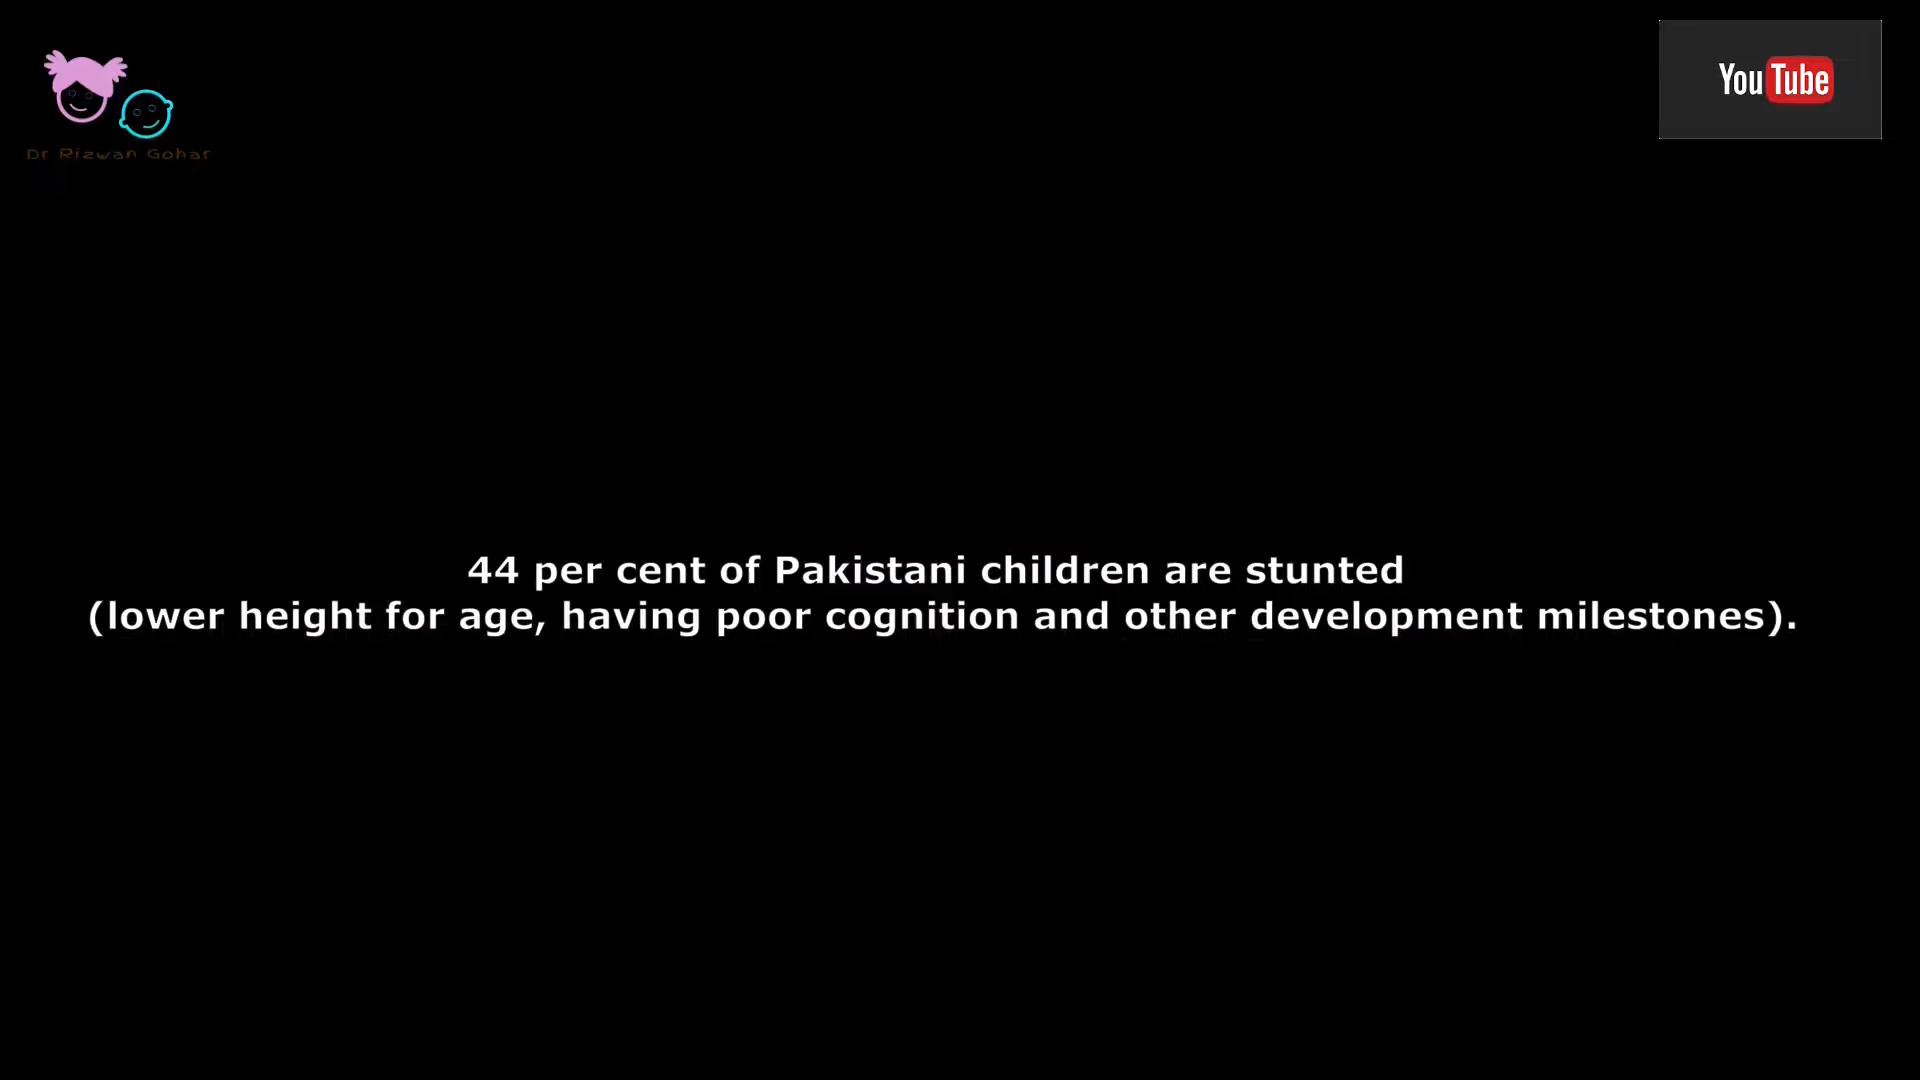 YouTube
Dr Rizwan Gohar
44 per cent of Pakistani children are stunted
(lower height for age, having poor cognition and other development milestones).